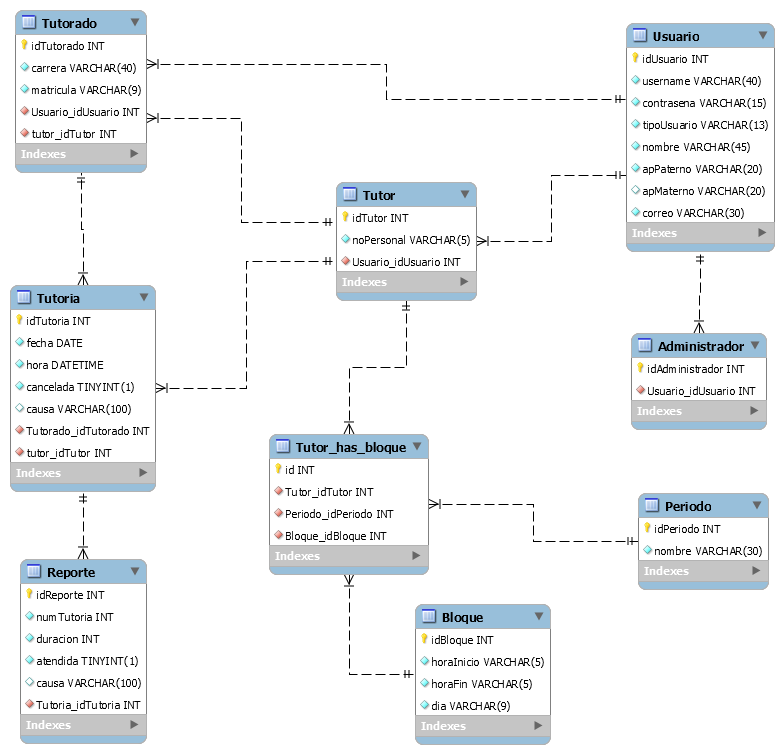 Tutorado
idTutorado INT
carrera VARCHAR(40)
matricula VARCHAR(9)
Usuario_idUsuario INT
tutor_idTutor INT
Indexes
Usuario
idUsuario INT
username VARCHAR(40)
contrasena VARCHAR(15)
tipoUsuario VARCHAR(13)
nombre VARCHAR(45)
apPaterno VARCHAR(20)
apMaterno VARCHAR(20)
correo VARCHAR(30)
Indexes
Tutor
idTutor INT
noPersonal VARCHAR(5)
Usuario_idUsuario INT
Indexes
Tutoria
idTutoria INT
fecha DATE
hora DATETIME
cancelada TINYINT(1)
causa VARCHAR(100)
Tutorado_idTutorado INT
tutor_idTutor INT
Indexes
Administrador
idAdministrador INT
Usuario_idUsuario INT
Indexes
Tutor_has_bloque
id INT
Tutor_idTutor INT
Periodo_idPeriodo INT
Bloque_idBloque INT
Indexes
Periodo
idPeriodo INT
nombre VARCHAR(30)
Indexes
Reporte
idReporte INT
numTutoria INT
duracion INT
atendida TINYINT(1)
causa VARCHAR(100)
Tutoria_idTutoria INT
Indexes
Bloque
idBloque INT
horaInicio VARCHAR(5)
horaFin VARCHAR(5)
dia VARCHAR(9)
Indexes